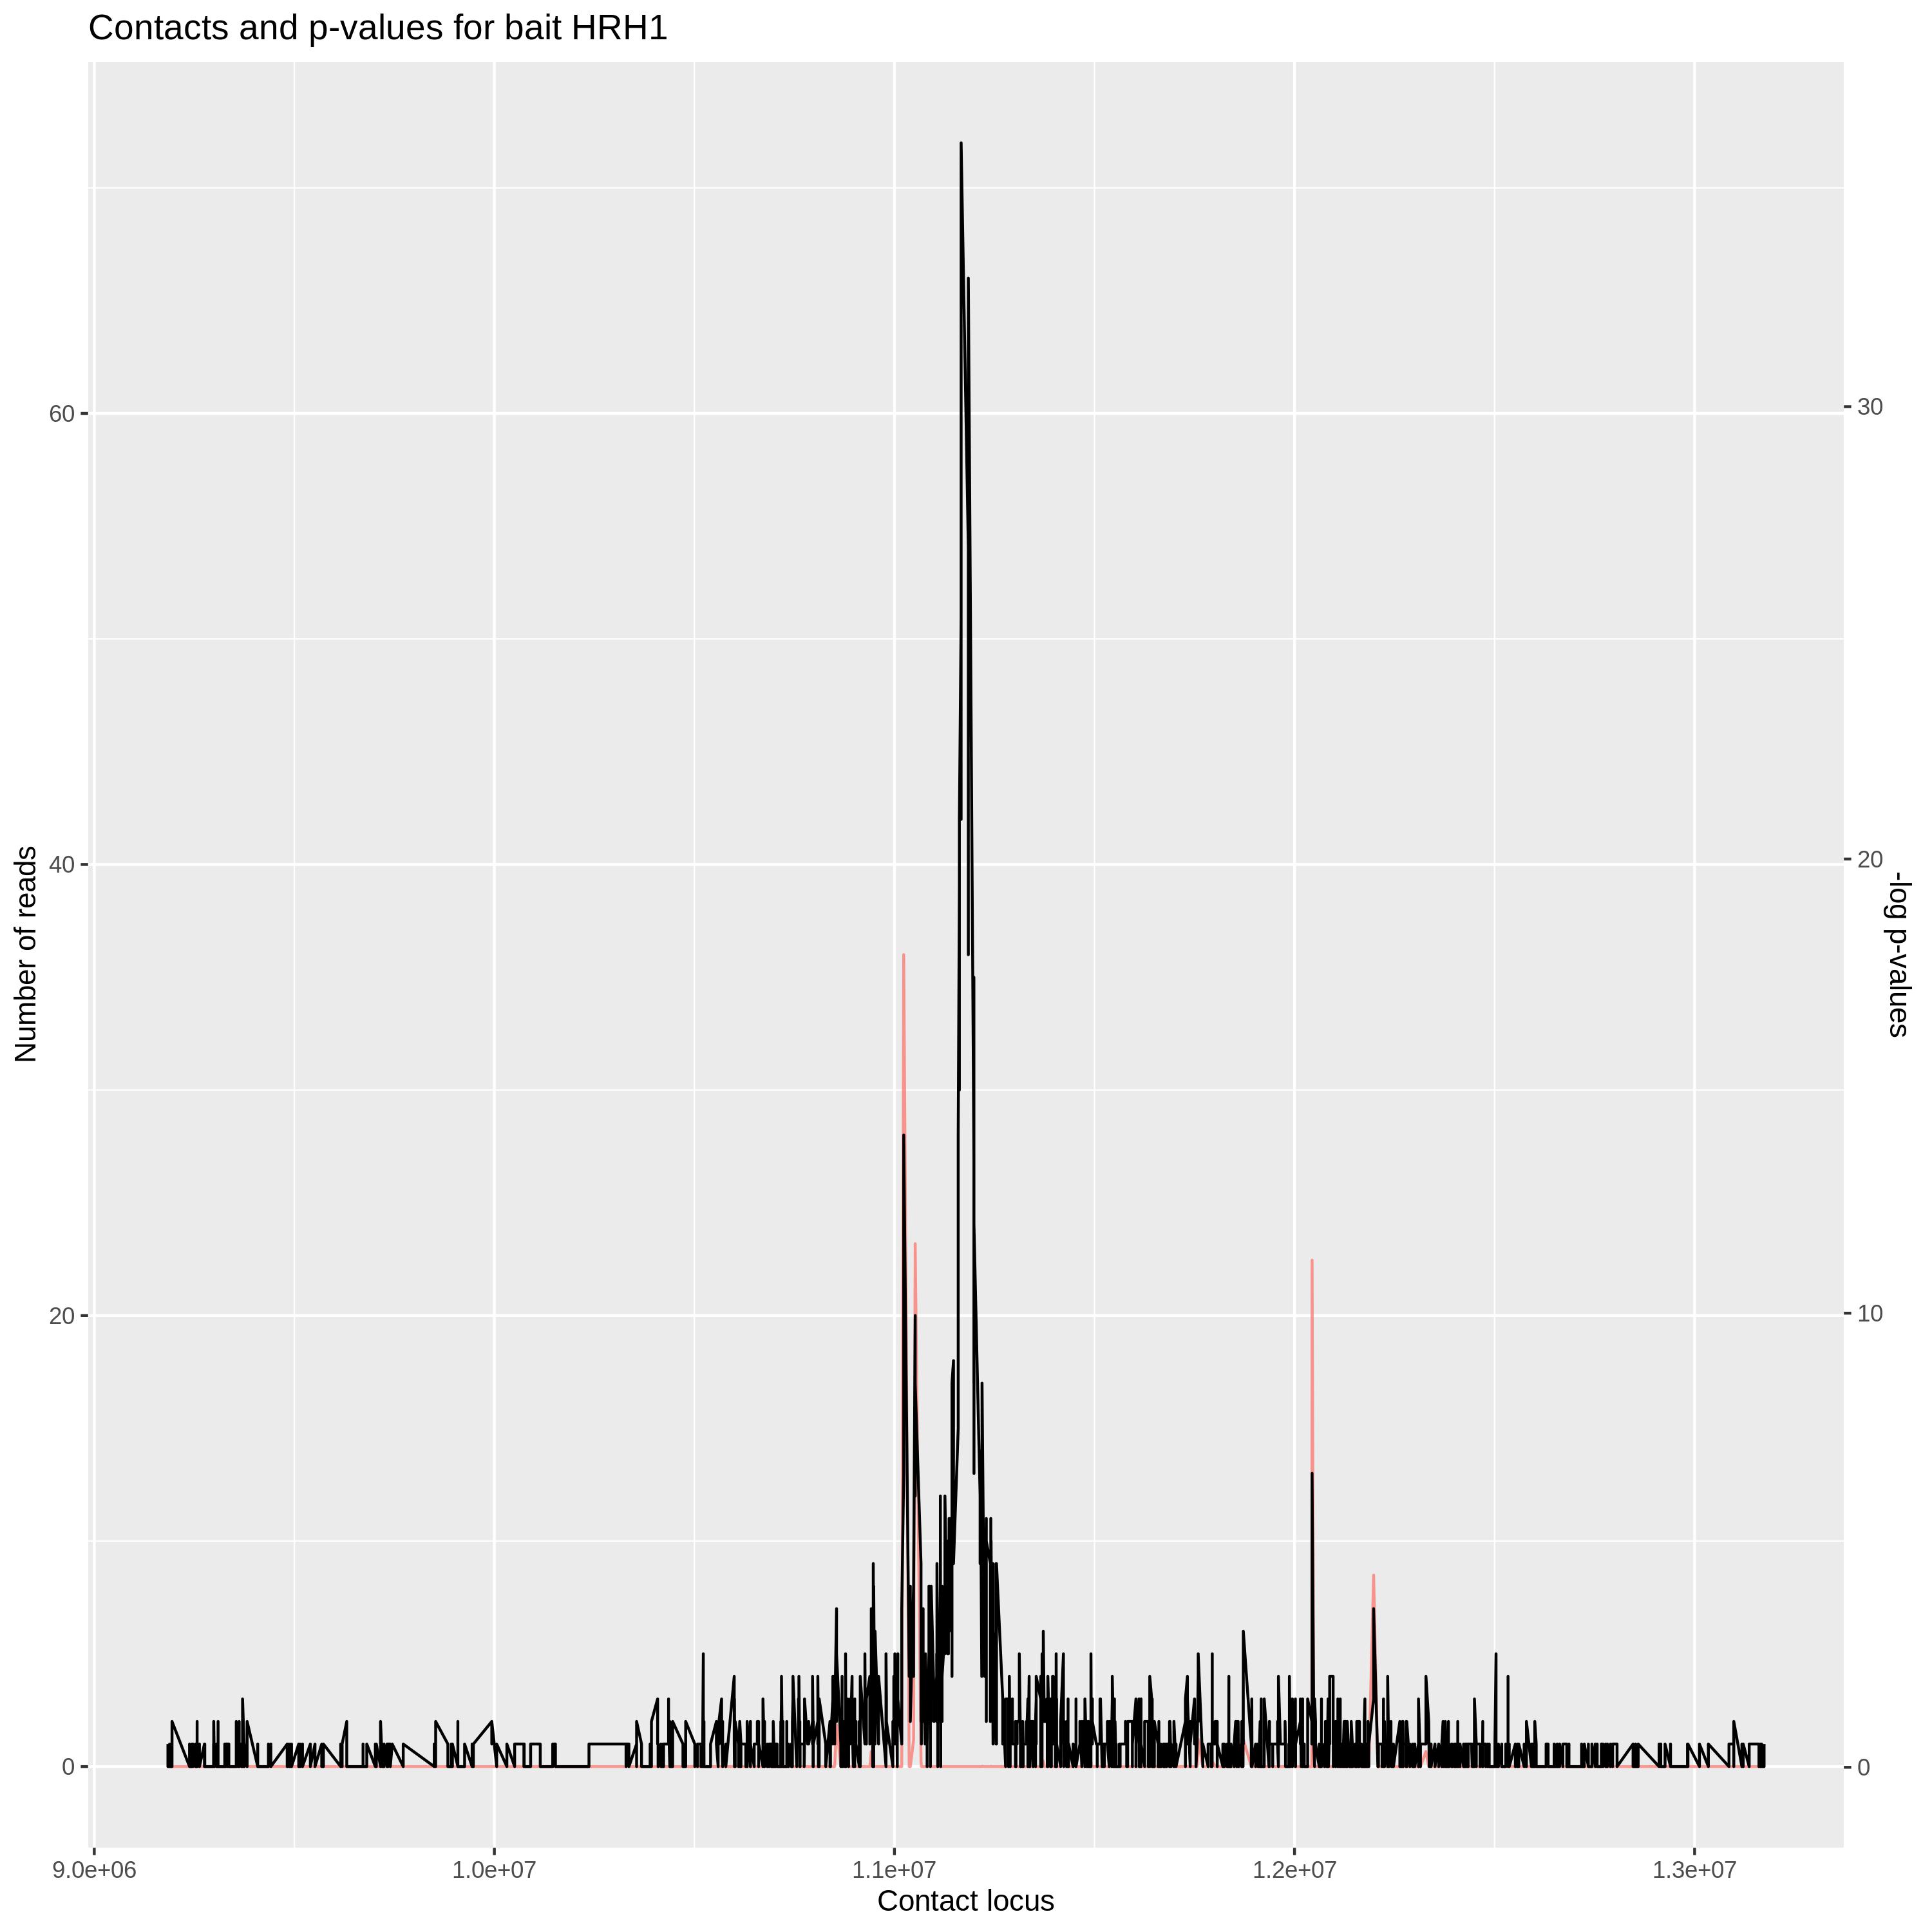 Contacts and p-values for bait HRH1
Number of reads
60
40
20
0
30
20
10
0
-log p-values
9.0e+06
1.0e+07
1.1e+07
1.2e+07
1.3e+07
Contact locus